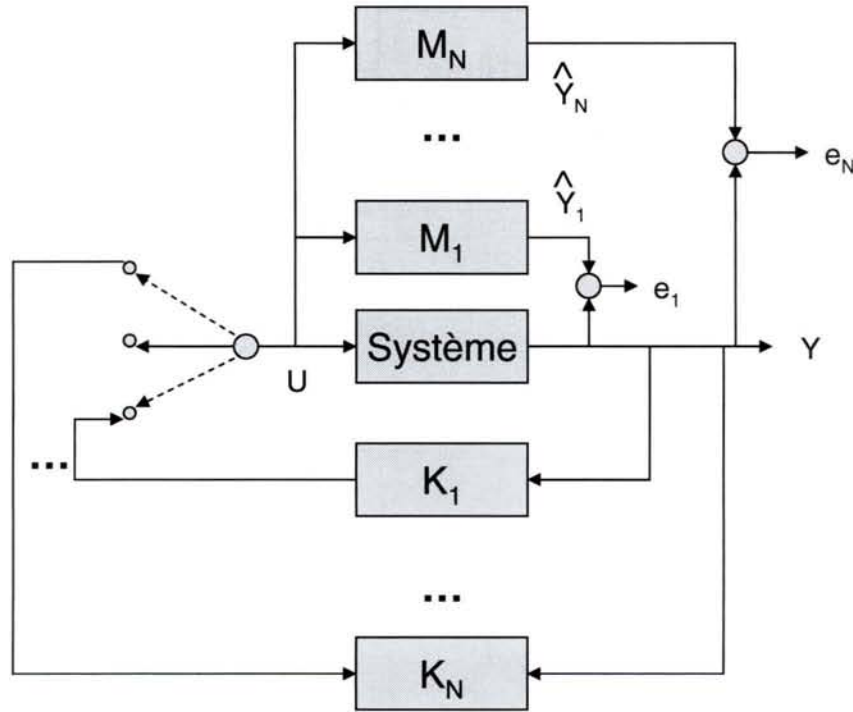 M_N
Ŷ_N
e_N
...
M_1
Ŷ_1
e_1
Système
U
Y
...
K_1
...
K_N